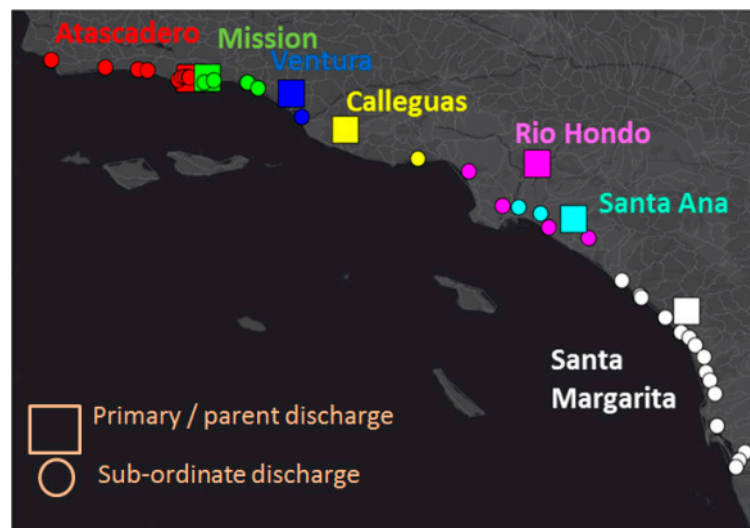 Atascadero
Mission
Ventura
Calleguas
Rio Hondo
Santa Ana
Santa
Margarita
Primary / parent discharge
Sub-ordinate discharge